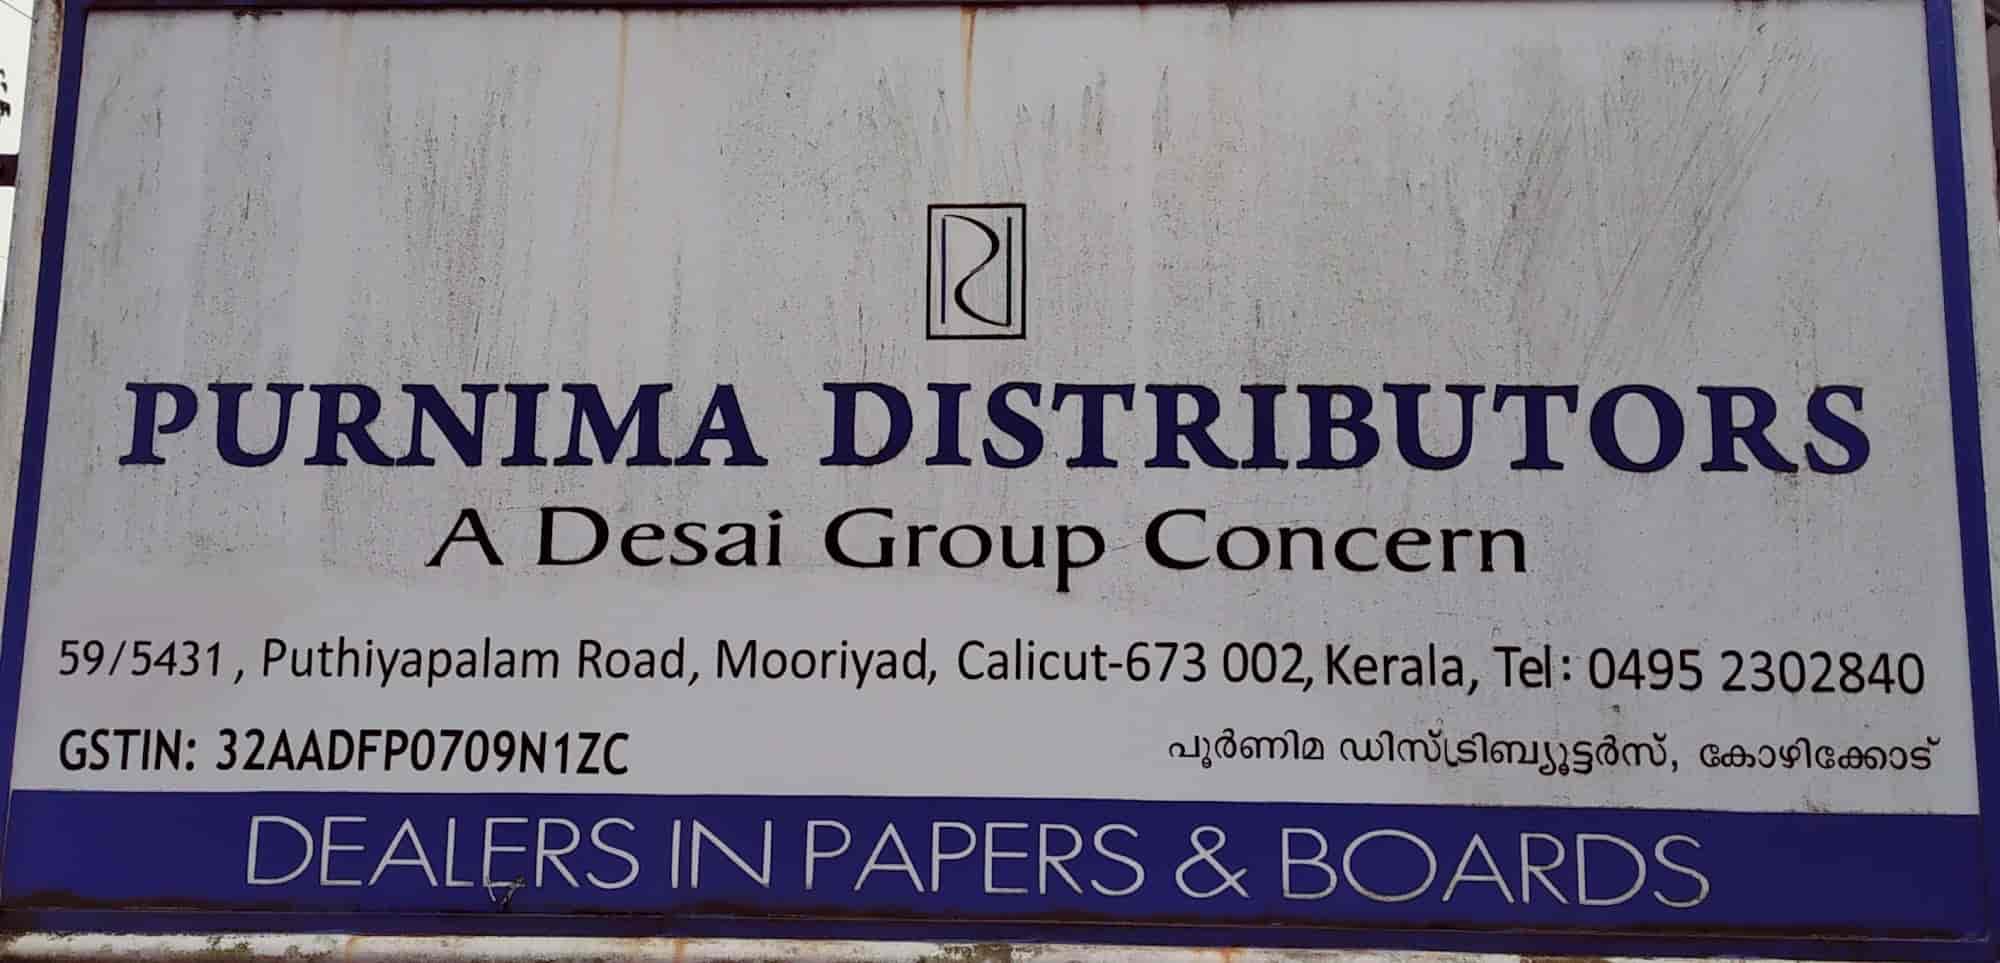 PURNIMA DISTRIBUTORS
A Desai Group Concern
59/5431, Puthiyapalam Road, Mooriyad, Calicut-673 002, Kerala, Tel: 0495 2302840
GSTIN: 32AADFP0709N1ZC
പൂർണിമ ഡിസ്ട്രിബ്യൂട്ടർസ്, കോഴിക്കോട്
DEALERS IN PAPERS & BOARDS